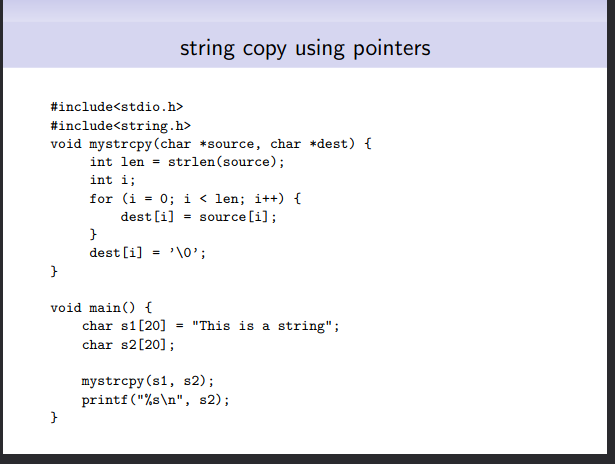 string copy using pointers
#include<stdio.h>
#include<string.h>
void mystrcpy(char *source, char *dest) {
int len = strlen(source);
int i;
for (i = 0; i < len; i++) {
dest[i] = source[i];
}
dest[i] = ’\0’;
}
void main() {
char s1[20] = "This is a string";
char s2[20];
mystrcpy(s1, s2);
printf("%s\n", s2);
}